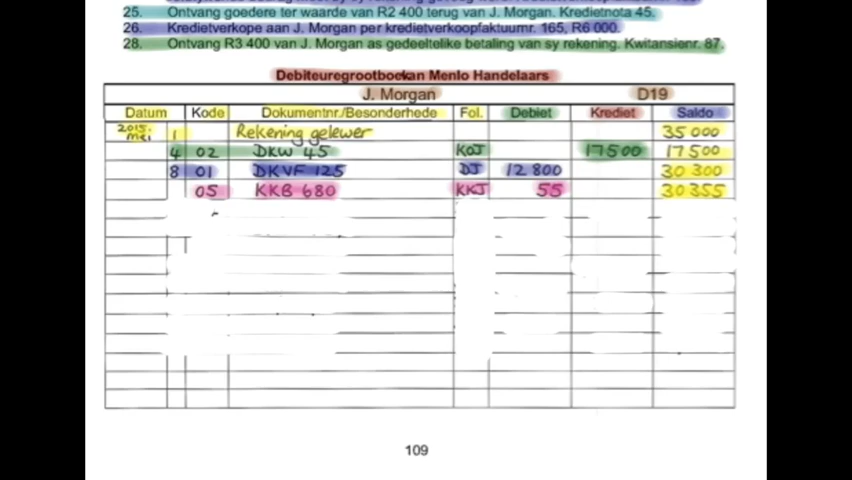 25. Ontvang goedere ter waarde van R2 400 terug van J. Morgan. Kredietnota 45.
26. Kredietverkope aan J. Morgan per kredietverkoopfaktuurnr. 165, R6 000.
28. Ontvang R3 400 van J. Morgan as gedeeltelike betaling van sy rekening. Kwitansienr. 87.
Debiteuregrootboek van Menlo Handelaars
J. Morgan D19
Datum Kode Dokumentnr./Besonderhede Fol. Debiet Krediet Saldo
2015 mei 1 Rekening gelewer 35 000
4 02 DKW 45 KOJ 17500 17 500
8 01 DKVF 125 DJ 12 800 30 300
05 KKB 680 KKJ 55 30 355
109